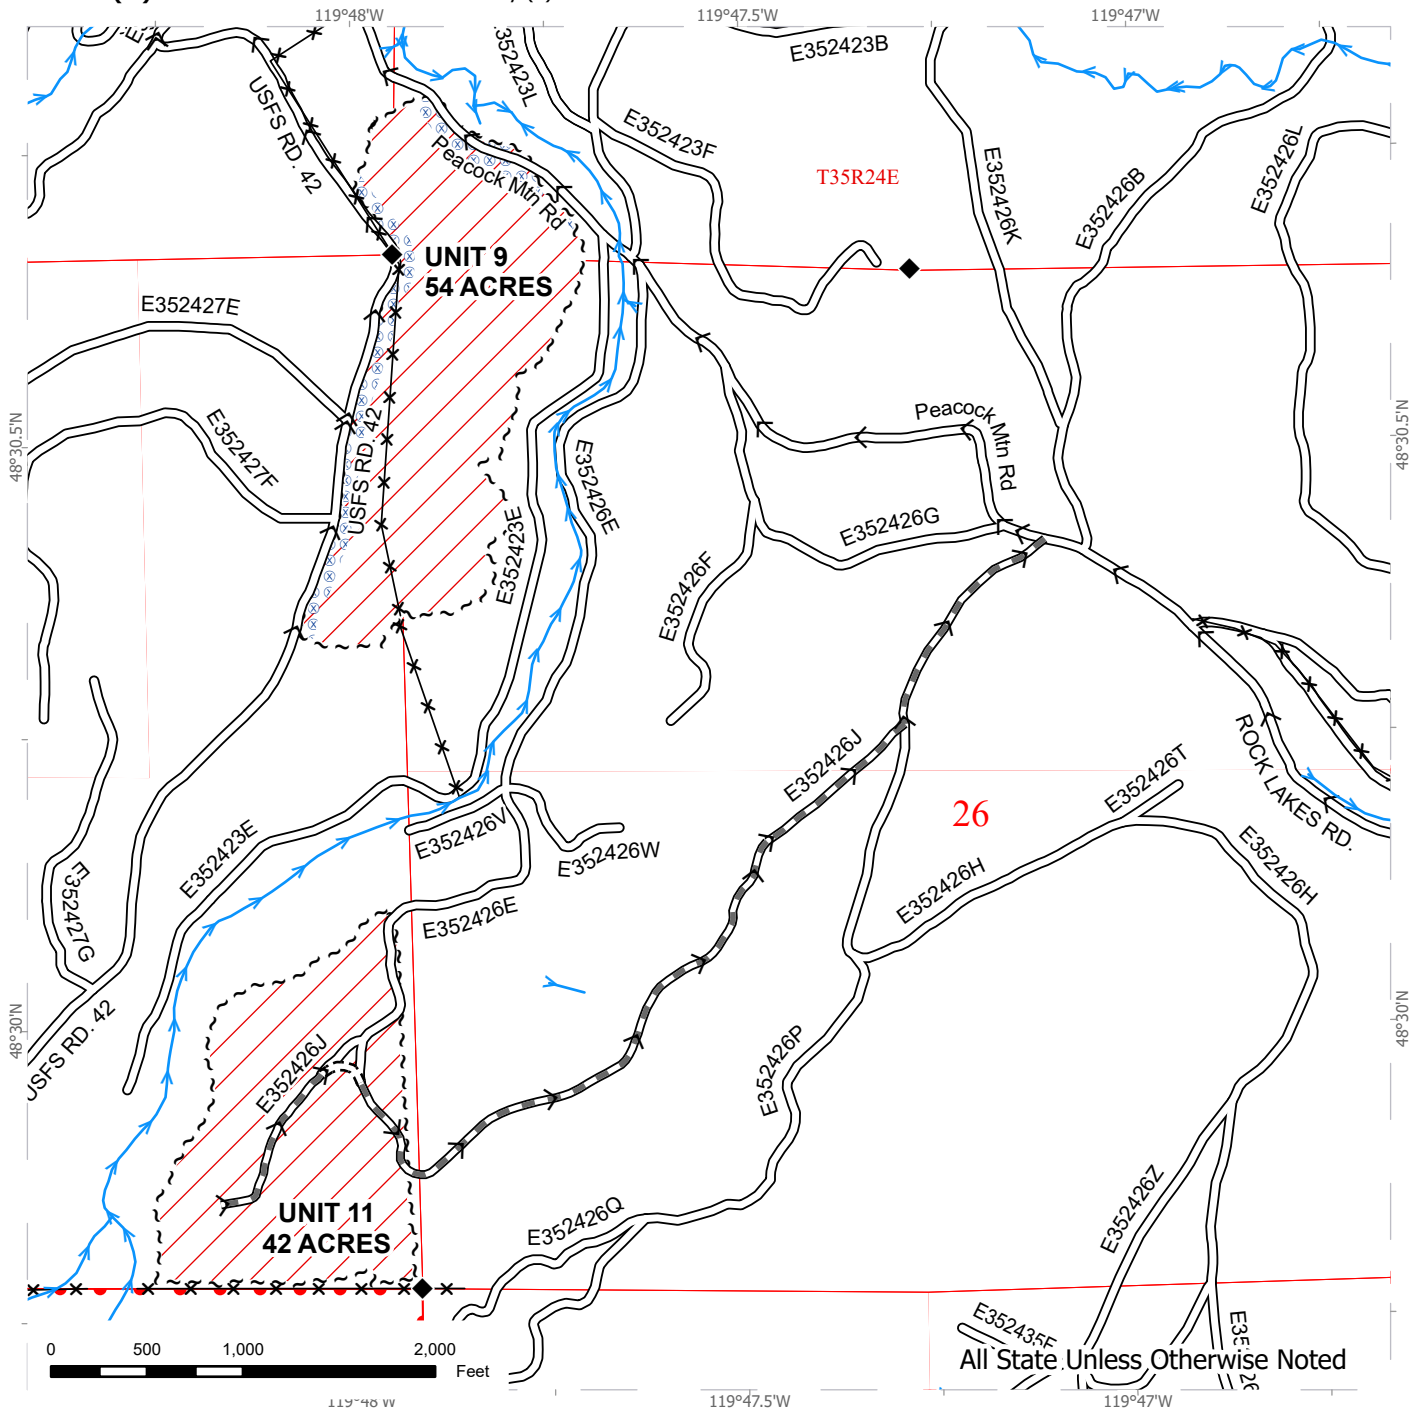 119°48'W
119°47.5'W
119°47'W
E352423B
E352423L
USFS RD. 42
E352423F
Peacock Mtn Rd
T35R24E
E352426K
E352426B
E352426L
UNIT 9
54 ACRES
E352427E
E352427F
USFS RD. 42
48°30.5'N
48°30.5'N
Peacock Mtn Rd
E352426E
E352426G
E352423E
E352426F
E352426J
E352426T
ROCK LAKES RD.
26
E352423E
E352426V
E352426W
E352426H
E352426H
E352427G
E352426E
48°30'N
48°30'N
USFS RD. 42
E352426J
E352426P
E352426Z
E352426Q
UNIT 11
42 ACRES
E352435F
0 500 1,000 2,000
Feet
All State Unless Otherwise Noted
119°48'W
119°47.5'W
119°47'W